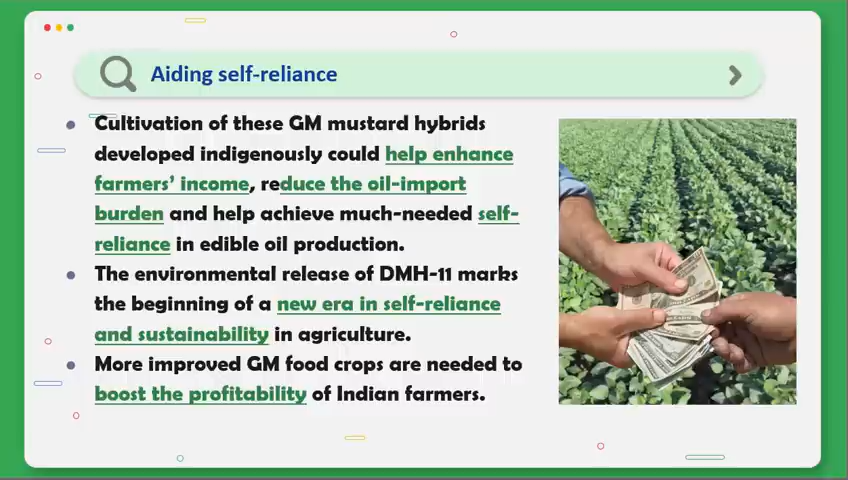 Aiding self-reliance
Cultivation of these GM mustard hybrids
developed indigenously could help enhance
farmers’ income, reduce the oil-import
burden and help achieve much-needed self-
reliance in edible oil production.
The environmental release of DMH-11 marks
the beginning of a new era in self-reliance
and sustainability in agriculture.
More improved GM food crops are needed to
boost the profitability of Indian farmers.